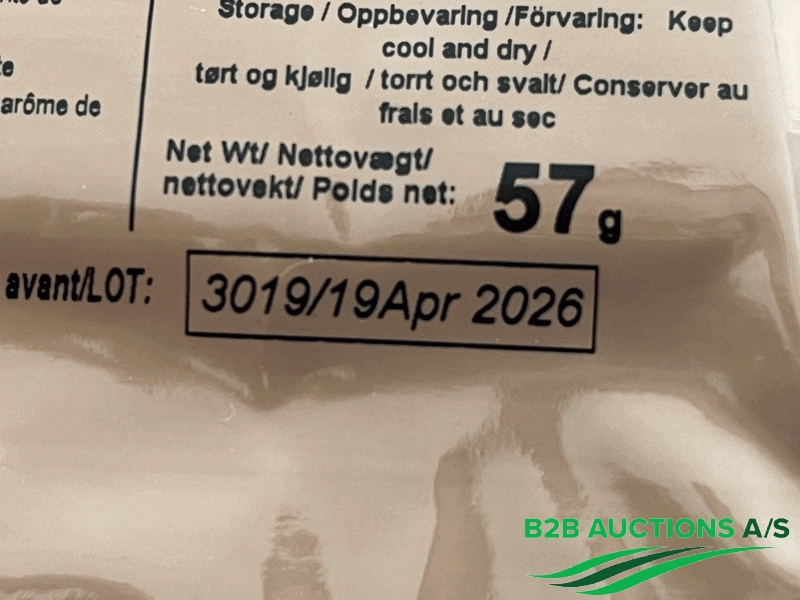 Storage / Oppbevaring /Förvaring: Keep
cool and dry /
tørt og kjølig / torrt och svalt/ Conserver au
frais et au sec
arôme de
Net Wt/ Nettovægt/
nettovekt/ Poids net:
57 g
avant/LOT:
3019/19Apr 2026
B2B AUCTIONS A/S